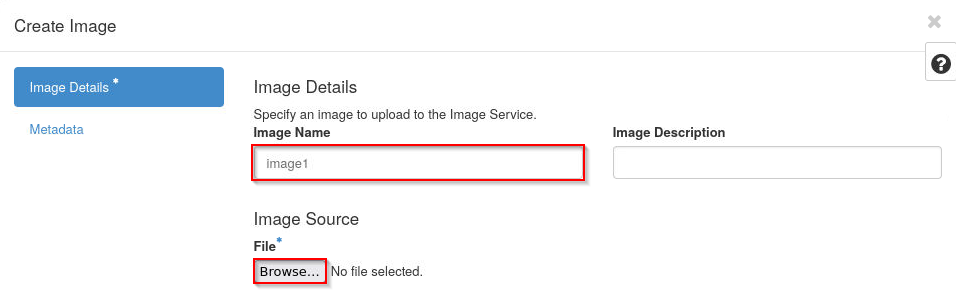 Create Image
Image Details *
Metadata
Image Details
Specify an image to upload to the Image Service.
Image Name
Image Description
image1
Image Source
File*
Browse... No file selected.